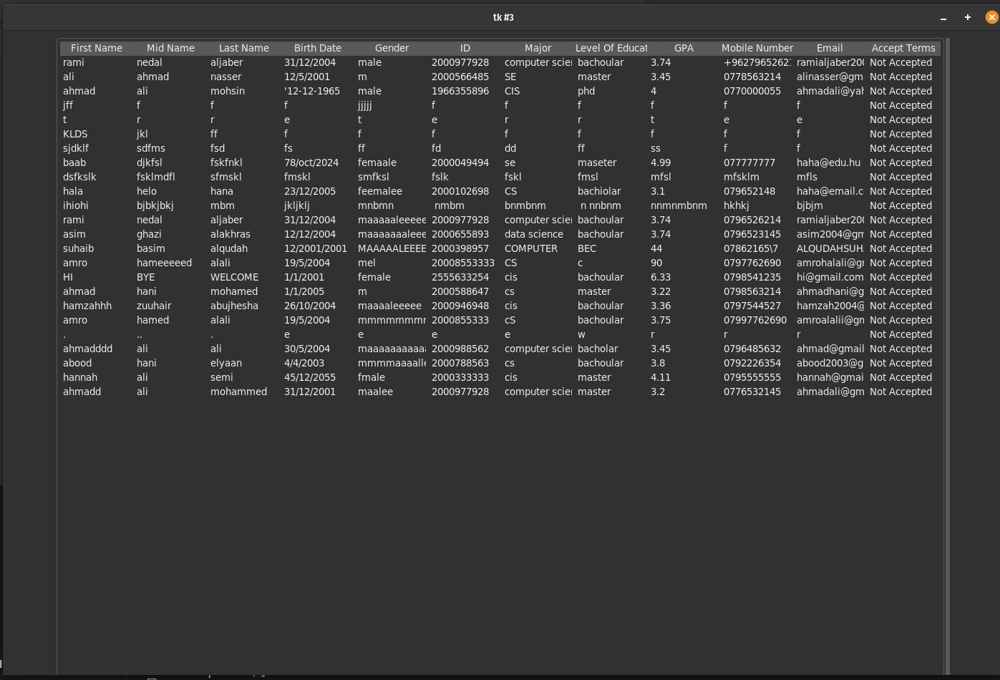 tk #3
First Name Mid Name Last Name Birth Date Gender ID Major Level Of Educat GPA Mobile Number Email Accept Terms
rami nedal aljaber 31/12/2004 male 2000977928 computer scier bachoular 3.74 +96279652621 ramialjaber200 Not Accepted
ali ahmad nasser 12/5/2001 m 2000566485 SE master 3.45 0778563214 alinasser@gm Not Accepted
ahmad ali mohsin '12-12-1965 male 1966355896 CIS phd 4 0770000055 ahmadali@yah Not Accepted
jff f f f jjjjj f f f f f f Not Accepted
t r r e t e r r t e e Not Accepted
KLDS jkl ff f f f f f f f f Not Accepted
sjdklf sdfms fsd fs ff fd dd ff ss f f Not Accepted
baab djkfsl fskfnkl 78/oct/2024 femaale 2000049494 se maseter 4.99 077777777 haha@edu.hu Not Accepted
dsfkslk fsklmdfl sfmskl fmskl smfksl fslk fskl fmsl mfsl mfsklm mfls Not Accepted
hala helo hana 23/12/2005 feemalee 2000102698 CS bachiolar 3.1 079652148 haha@email.c Not Accepted
ihiohi bjbkjbkj mbm jkljklj mnbmn nmbm bnmbnm n nnbnm nnmnmbnm hkhkj bjbjm Not Accepted
rami nedal aljaber 31/12/2004 maaaaaleeeee 2000977928 computer scier bachoular 3.74 0796526214 ramialjaber200 Not Accepted
asim ghazi alakhras 12/12/2004 maaaaaaaleee 2000655893 data science bachoular 3.74 0796523145 asim2004@gm Not Accepted
suhaib basim alqudah 12/2001/2001 MAAAAALEEEE 2000398957 COMPUTER BEC 44 07862165\7 ALQUDAHSUH Not Accepted
amro hameeeeed alali 19/5/2004 mel 20008553333 CS c 90 0797762690 amrohalali@gr Not Accepted
HI BYE WELCOME 1/1/2001 female 2555633254 cis bachoular 6.33 0798541235 hi@gmail.com Not Accepted
ahmad hani mohamed 1/1/2005 m 2000588647 cs master 3.22 0798563214 ahmadhani@g Not Accepted
hamzahhh zuuhair abujhesha 26/10/2004 maaaaleeeee 2000946948 cis bachoular 3.36 0797544527 hamzah2004@ Not Accepted
amro hamed alali 19/5/2004 mmmmmmmr 2000855333 cS bachoular 3.75 07997762690 amroalalii@gn Not Accepted
. .. . e e e e w r r r Not Accepted
ahmadddd ali ali 30/5/2004 maaaaaaaaaa 2000988562 computer scier bacholar 3.45 0796485632 ahmad@gmail Not Accepted
abood hani elyaan 4/4/2003 mmmmaaaalle 2000788563 cs bachoular 3.8 0792226354 abood2003@g Not Accepted
hannah ali semi 45/12/2055 fmale 2000333333 cis master 4.11 0795555555 hannah@gmai Not Accepted
ahmadd ali mohammed 31/12/2001 maalee 2000977928 computer scier master 3.2 0776532145 ahmadali@gm Not Accepted